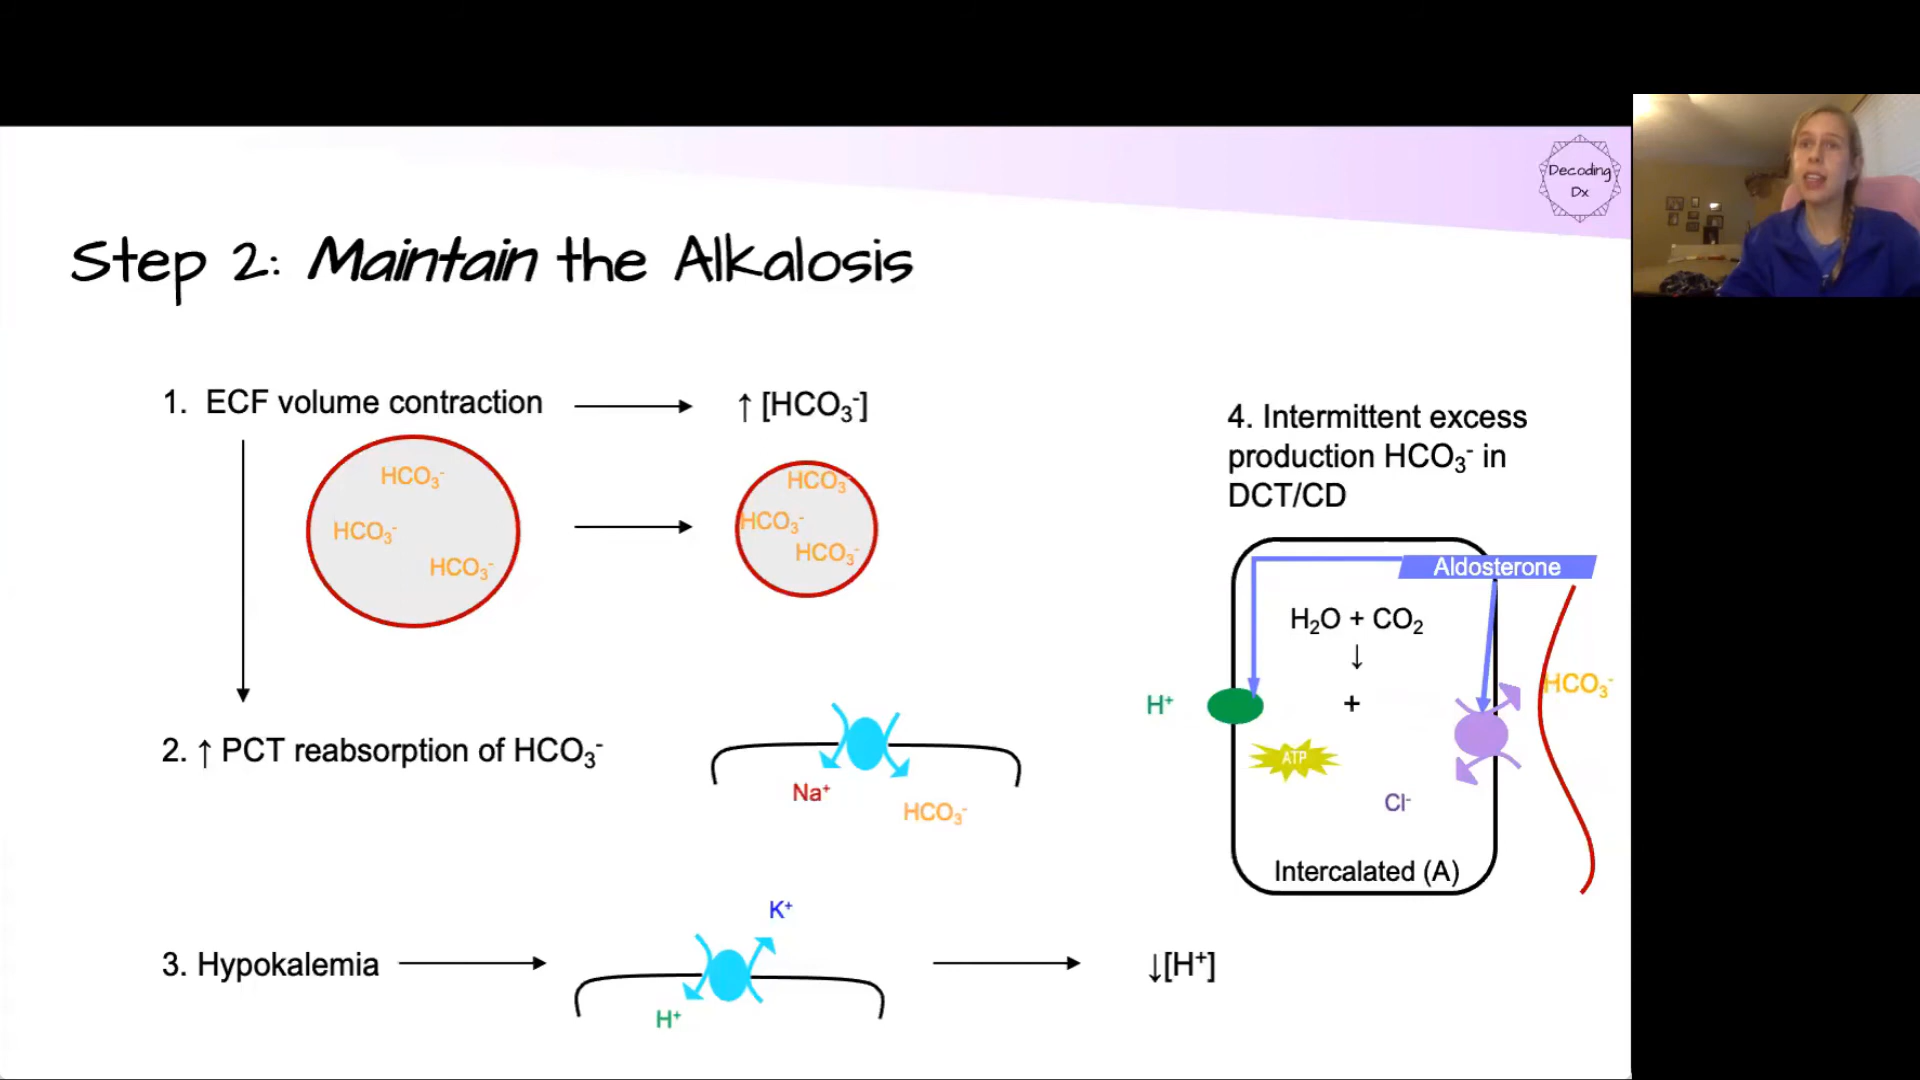 Decoding
Dx
Step 2: Maintain the Alkalosis
1. ECF volume contraction
↑ [HCO₃⁻]
HCO₃⁻
HCO₃⁻
HCO₃⁻
HCO₃⁻
HCO₃⁻
HCO₃⁻
2. ↑ PCT reabsorption of HCO₃⁻
Na⁺
HCO₃⁻
3. Hypokalemia
K⁺
H⁺
↓[H⁺]
4. Intermittent excess
production HCO₃⁻ in
DCT/CD
Aldosterone
H₂O + CO₂
↓
+
H⁺
HCO₃⁻
ATP
Cl⁻
Intercalated (A)